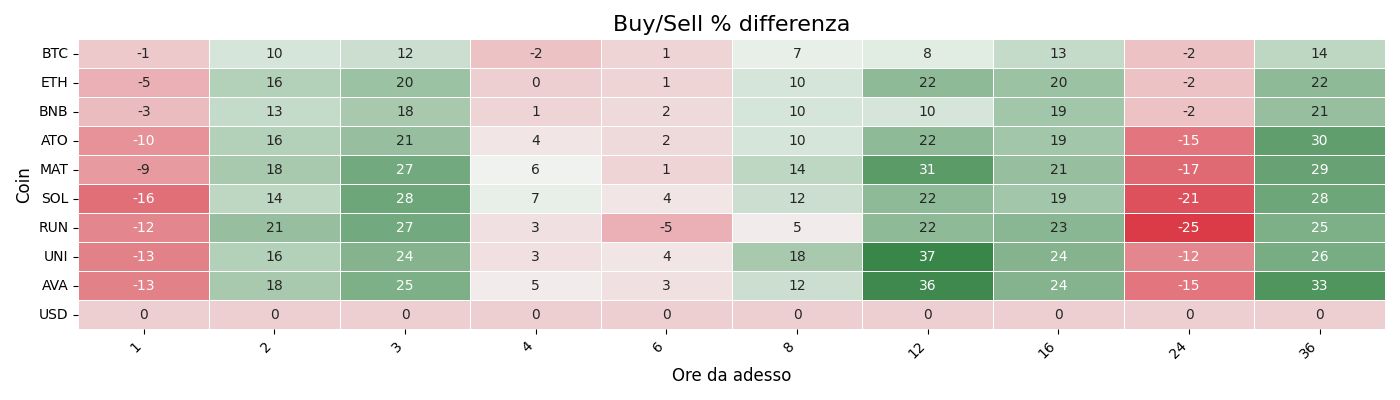 Buy/Sell % differenza
Coin
BTC -1 10 12 -2 1 7 8 13 -2 14
ETH -5 16 20 0 1 10 22 20 -2 22
BNB -3 13 18 1 2 10 10 19 -2 21
ATO -10 16 21 4 2 10 22 19 -15 30
MAT -9 18 27 6 1 14 31 21 -17 29
SOL -16 14 28 7 4 12 22 19 -21 28
RUN -12 21 27 3 -5 5 22 23 -25 25
UNI -13 16 24 3 4 18 37 24 -12 26
AVA -13 18 25 5 3 12 36 24 -15 33
USD 0 0 0 0 0 0 0 0 0 0
1 2 3 4 6 8 12 16 24 36
Ore da adesso